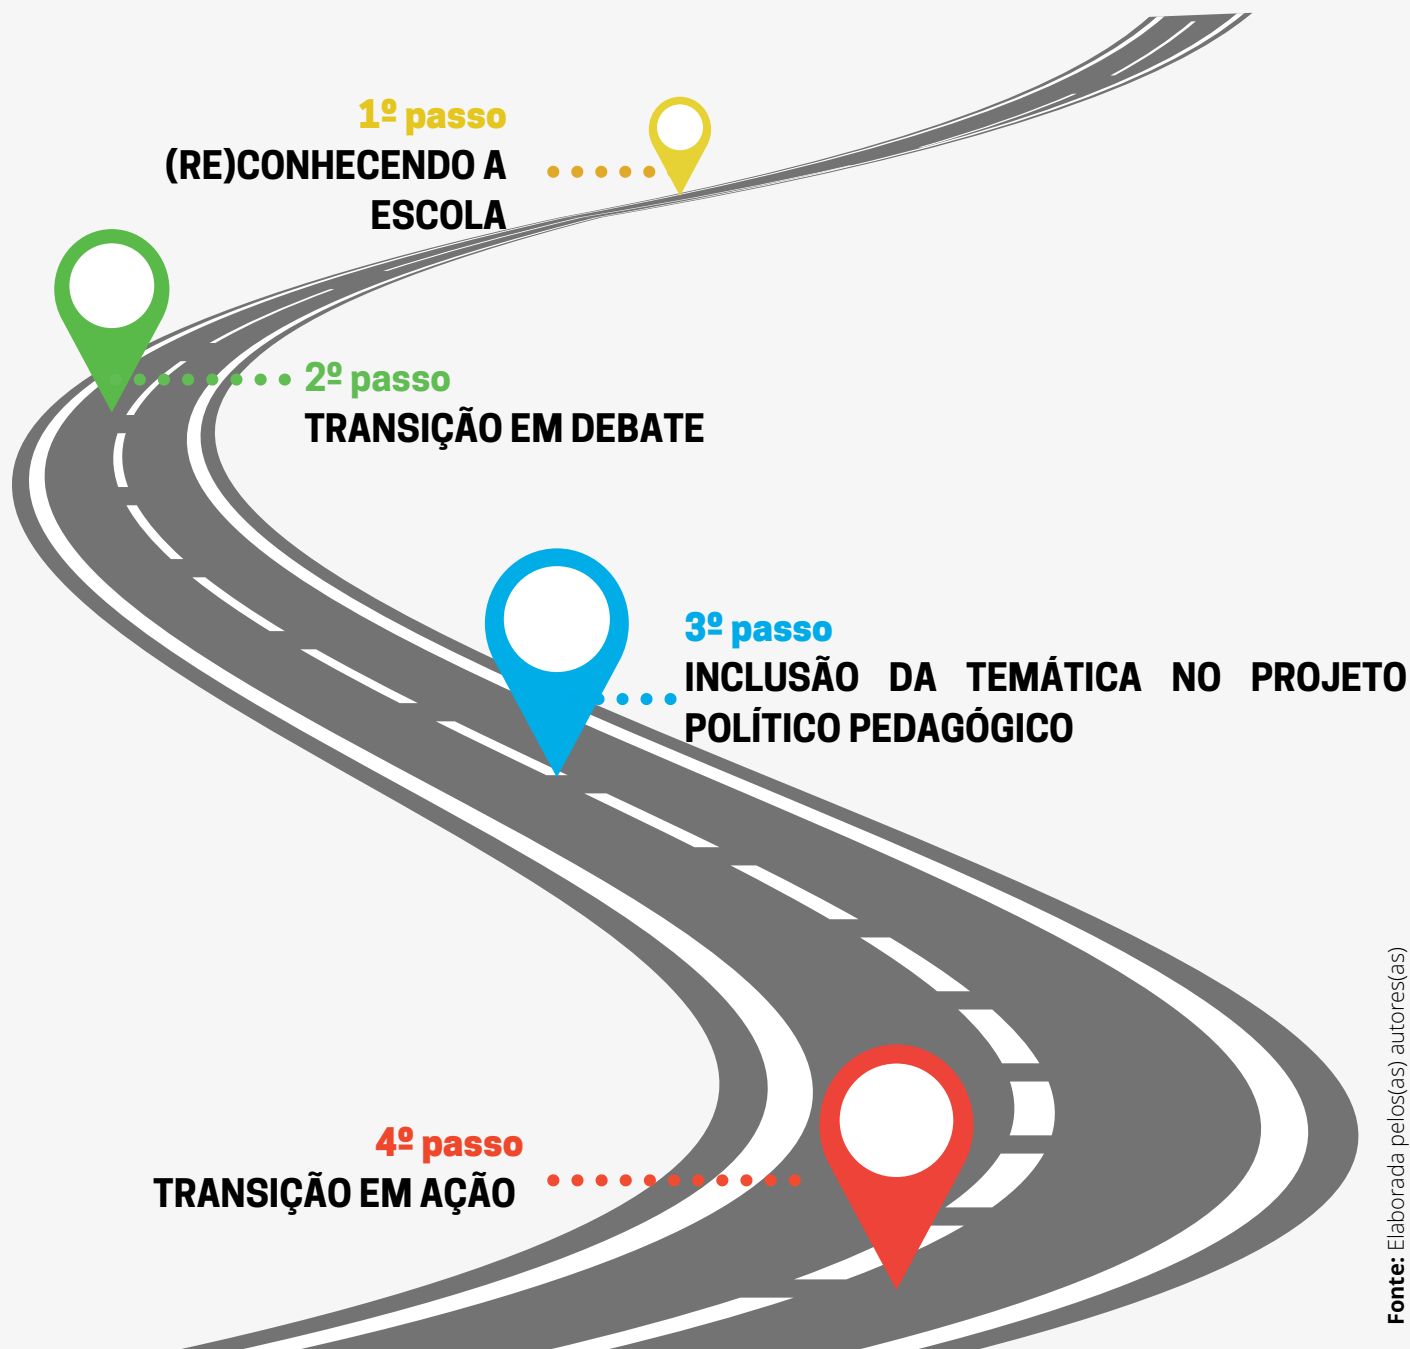 1º passo
(RE)CONHECENDO A
ESCOLA
2º passo
TRANSIÇÃO EM DEBATE
3º passo
INCLUSÃO DA TEMÁTICA NO PROJETO
POLÍTICO PEDAGÓGICO
4º passo
TRANSIÇÃO EM AÇÃO
Fonte: Elaborada pelos(as) autores(as)